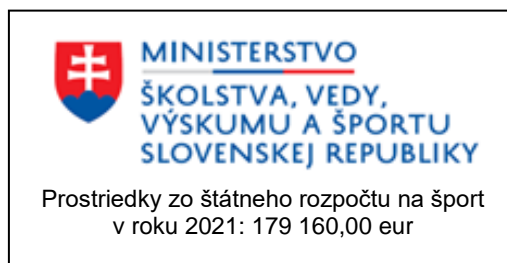 MINISTERSTVO
ŠKOLSTVA, VEDY,
VÝSKUMU A ŠPORTU
SLOVENSKEJ REPUBLIKY
Prostriedky zo štátneho rozpočtu na šport
v roku 2021: 179 160,00 eur